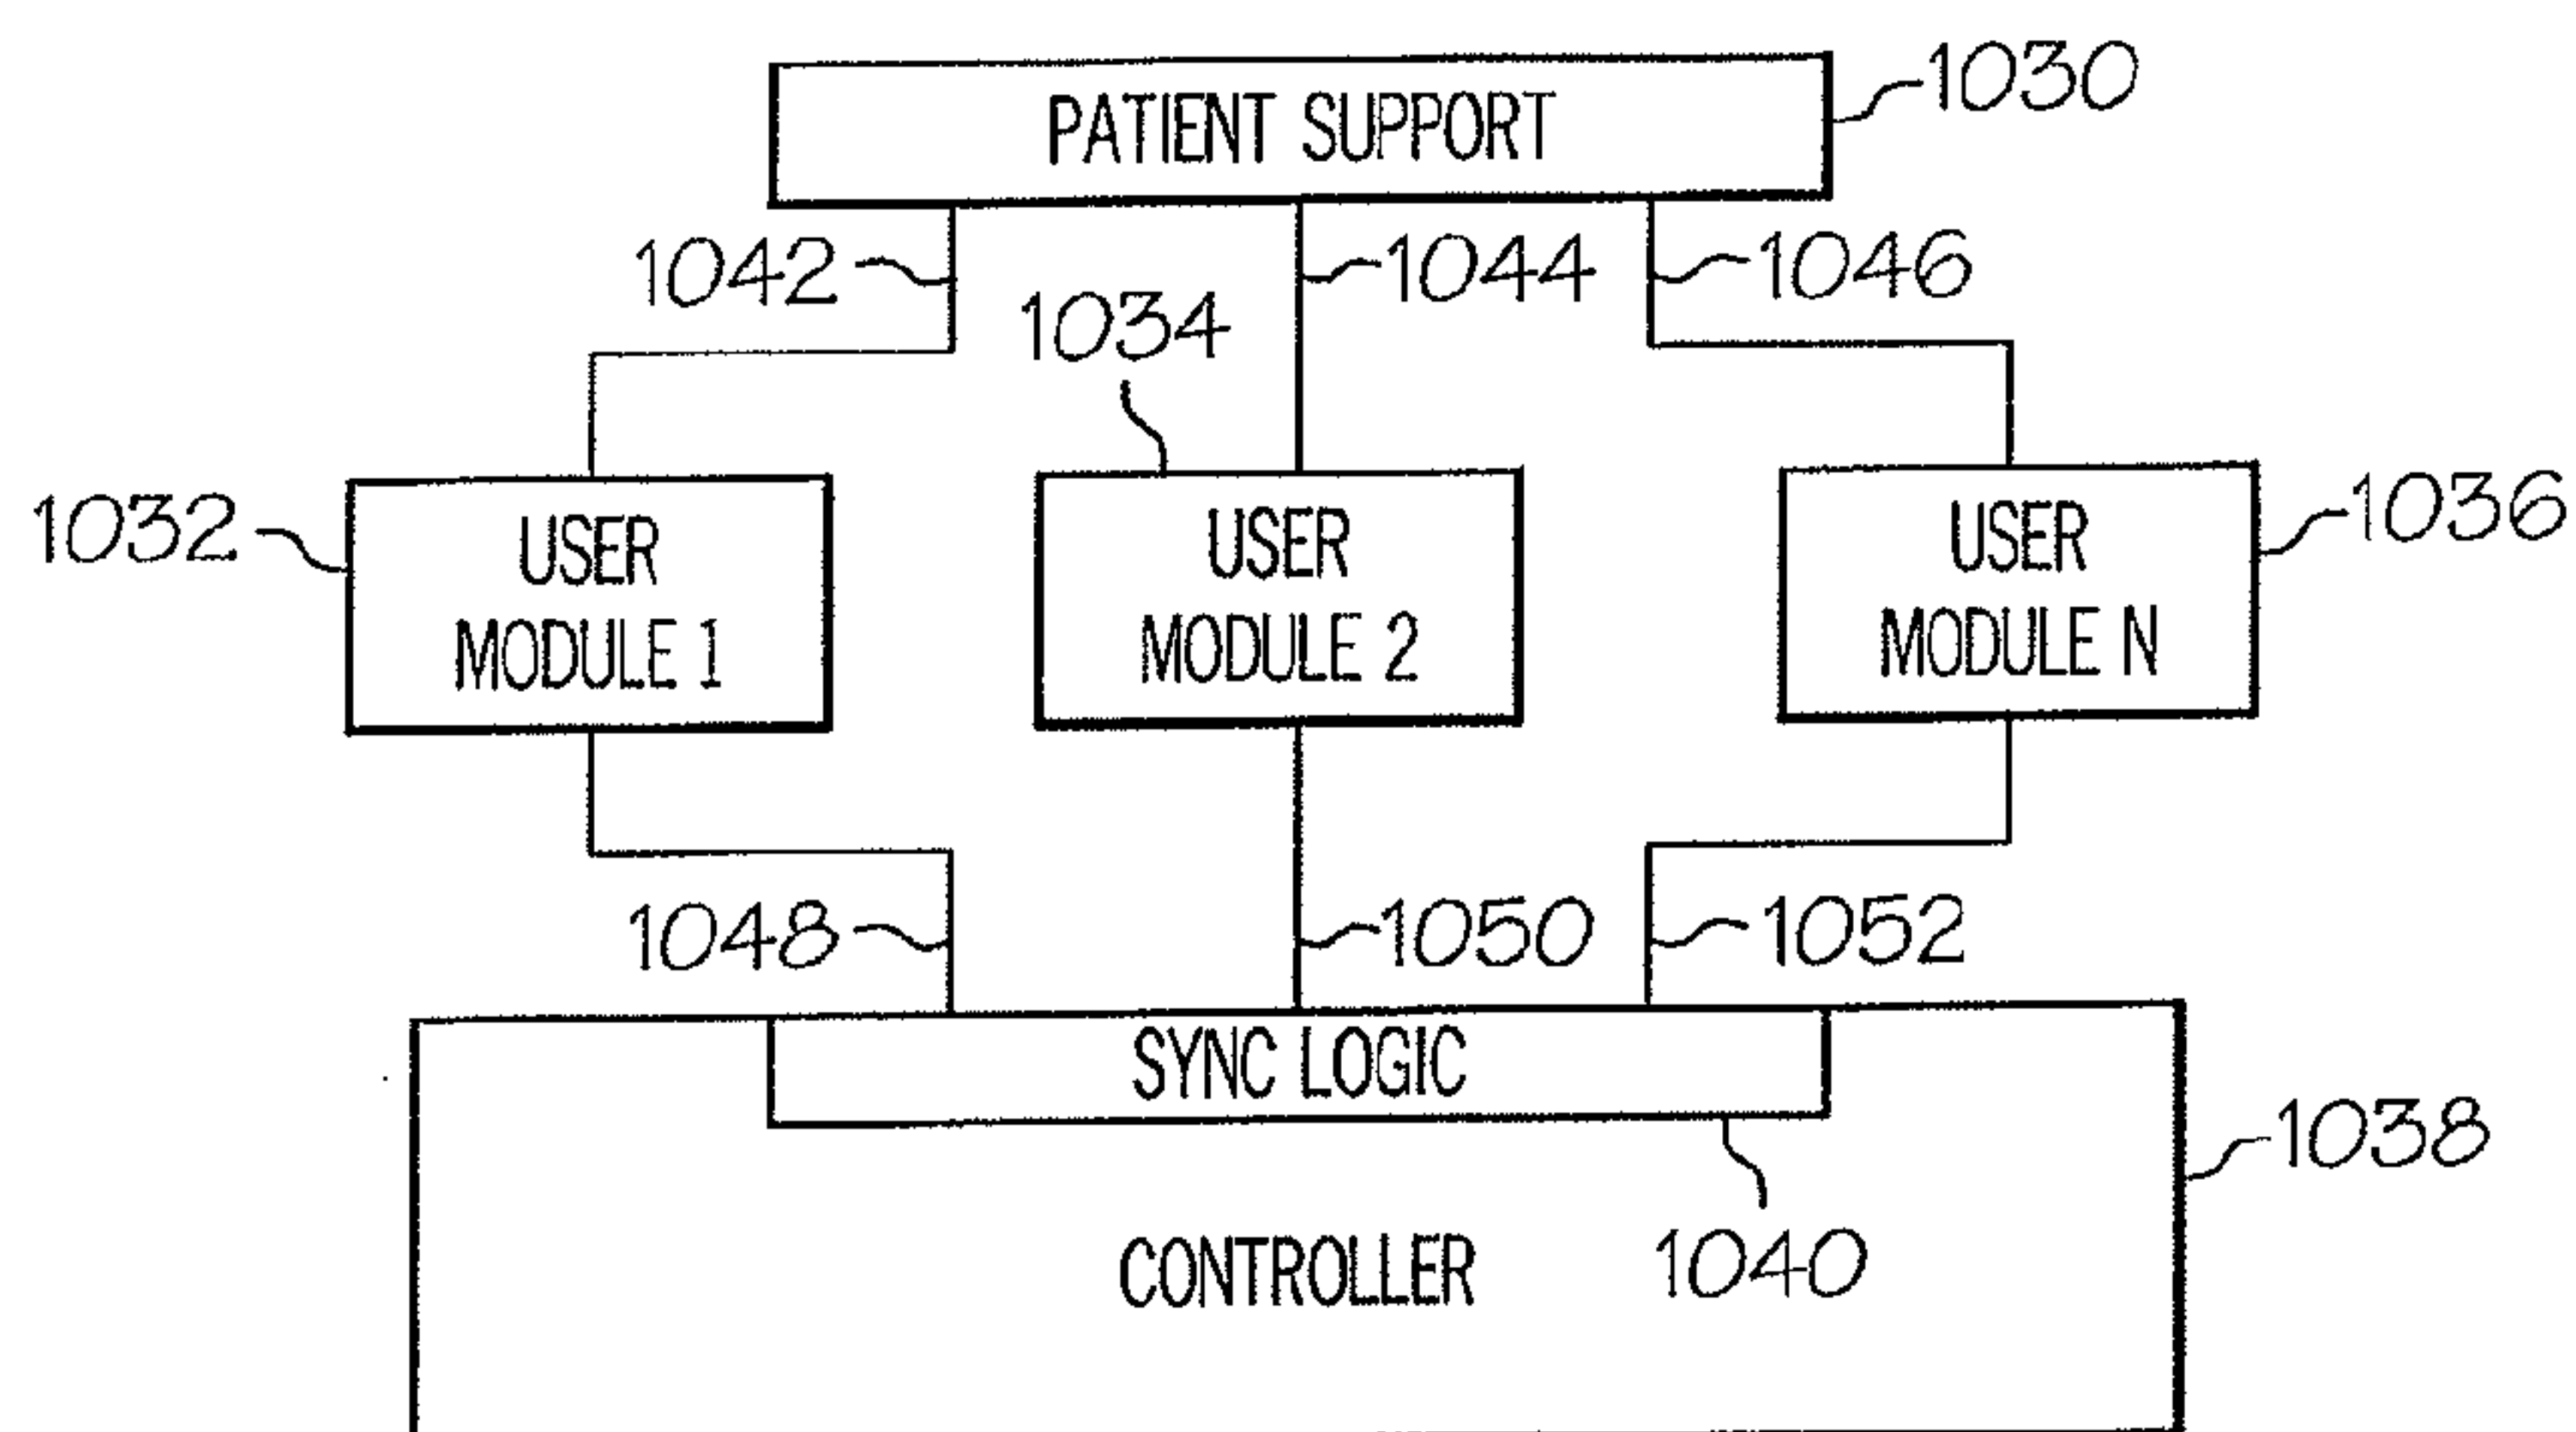 PATIENT SUPPORT
1030
1042
1044
1046
1034
1032
USER
MODULE 1
USER
MODULE 2
USER
MODULE N
1036
1048
1050
1052
SYNC LOGIC
1038
CONTROLLER
1040